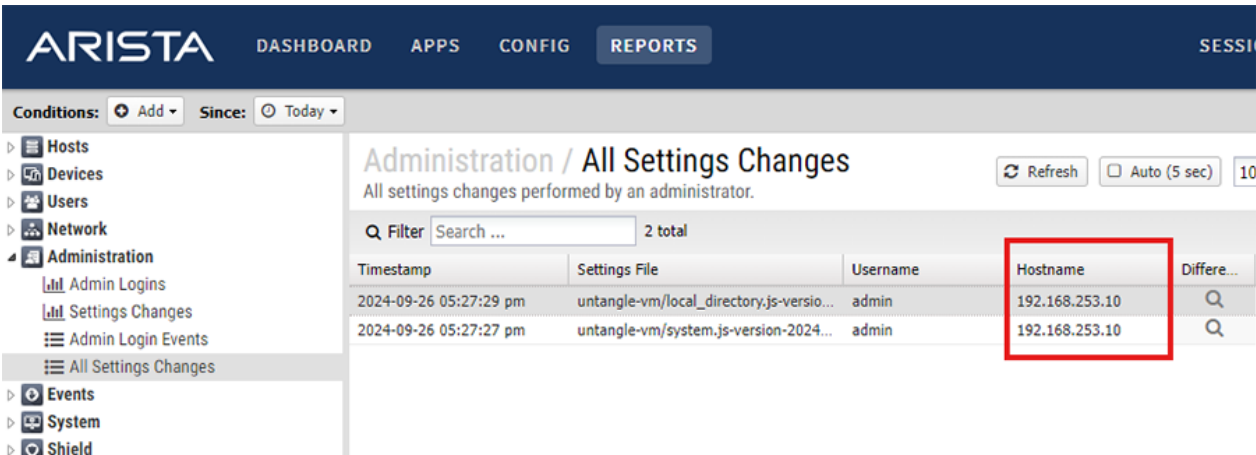 ARISTA DASHBOARD APPS CONFIG REPORTS SESSI
Conditions: Add Since: Today
Hosts
Devices
Users
Network
Administration
Admin Logins
Settings Changes
Admin Login Events
All Settings Changes
Events
System
Shield
Administration / All Settings Changes
All settings changes performed by an administrator.
Refresh Auto (5 sec) 10
Filter Search ... 2 total
Timestamp Settings File Username Hostname Differe...
2024-09-26 05:27:29 pm untangle-vm/local_directory.js-versio... admin 192.168.253.10
2024-09-26 05:27:27 pm untangle-vm/system.js-version-2024... admin 192.168.253.10